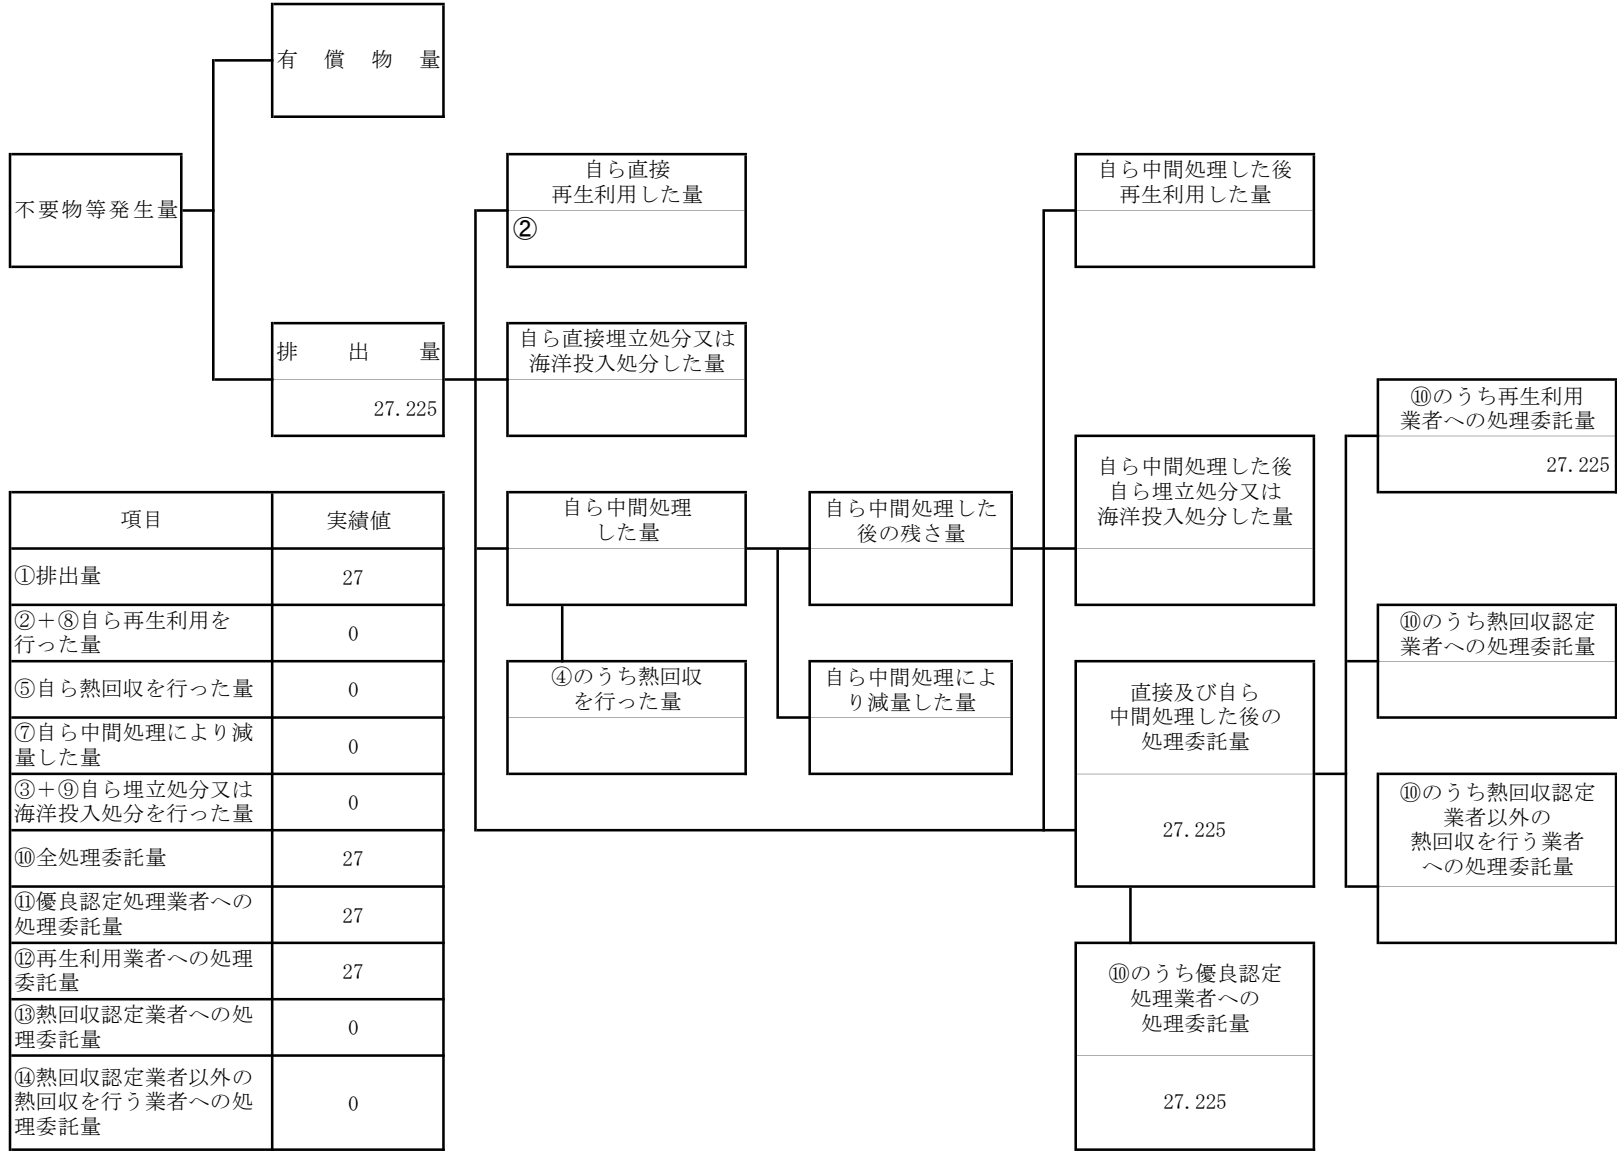 有償物量
不要物等発生量
自ら直接
再生利用した量
②
自ら中間処理した後
再生利用した量
排出量
27.225
自ら直接埋立処分又は
海洋投入処分した量
⑩のうち再生利用
業者への処理委託量
27.225
自ら中間処理した後
自ら埋立処分又は
海洋投入処分した量
自ら中間処理
した量
自ら中間処理した
後の残さ量
④のうち熱回収
を行った量
自ら中間処理によ
り減量した量
⑩のうち熱回収認定
業者への処理委託量
直接及び自ら
中間処理した後の
処理委託量
27.225
⑩のうち熱回収認定
業者以外の
熱回収を行う業者
への処理委託量
⑩のうち優良認定
処理業者への
処理委託量
27.225
項目 実績値
①排出量 27
②＋⑧自ら再生利用を
行った量 0
⑤自ら熱回収を行った量 0
⑦自ら中間処理により減
量した量 0
③＋⑨自ら埋立処分又は
海洋投入処分を行った量 0
⑩全処理委託量 27
⑪優良認定処理業者への
処理委託量 27
⑫再生利用業者への処理
委託量 27
⑬熱回収認定業者への処
理委託量 0
⑭熱回収認定業者以外の
熱回収を行う業者への処
理委託量 0